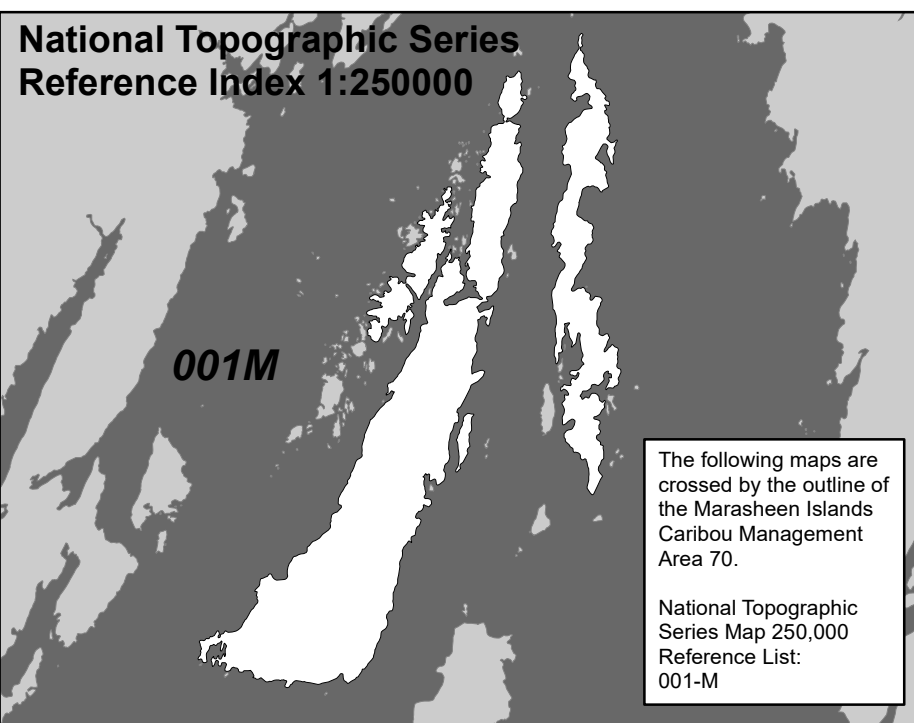 National Topographic Series
Reference Index 1:250000
001M
The following maps are
crossed by the outline of
the Marasheen Islands
Caribou Management
Area 70.
National Topographic
Series Map 250,000
Reference List:
001-M